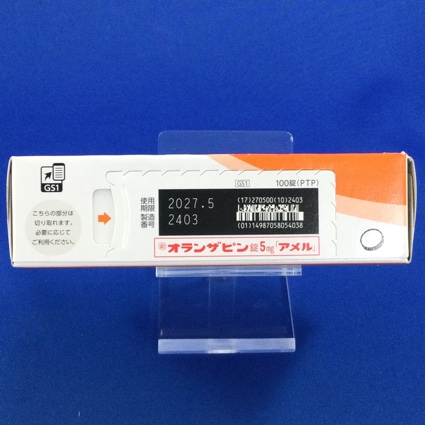 GS1
こちらの部分は
切り取れます。
必要に応じて
ご利用ください。
GS1
100錠(PTP)
使用
期限
2027.5
製造
番号
2403
(17)270500(10)2403
(01)14987058054038
オランザピン錠5mg「アメル」